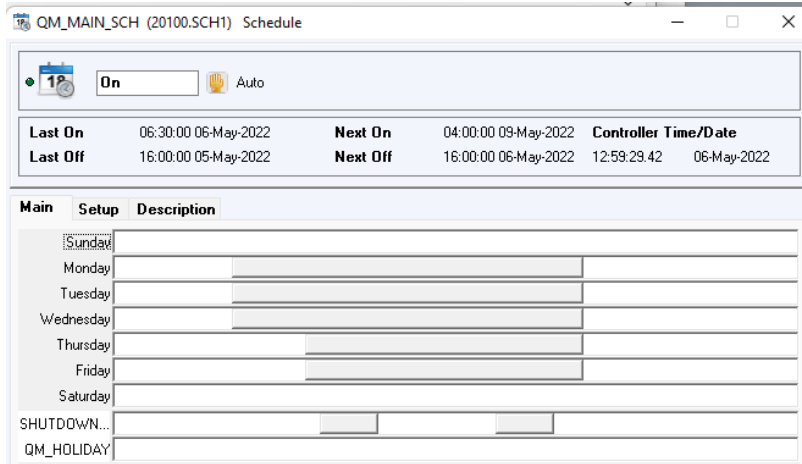 QM_MAIN_SCH (20100.SCH1) Schedule
18
On
Auto
Last On 06:30:00 06-May-2022 Next On 04:00:00 09-May-2022 Controller Time/Date
Last Off 16:00:00 05-May-2022 Next Off 16:00:00 06-May-2022 12:59:29.42 06-May-2022
Main Setup Description
Sunday
Monday
Tuesday
Wednesday
Thursday
Friday
Saturday
SHUTDOWN...
QM_HOLIDAY